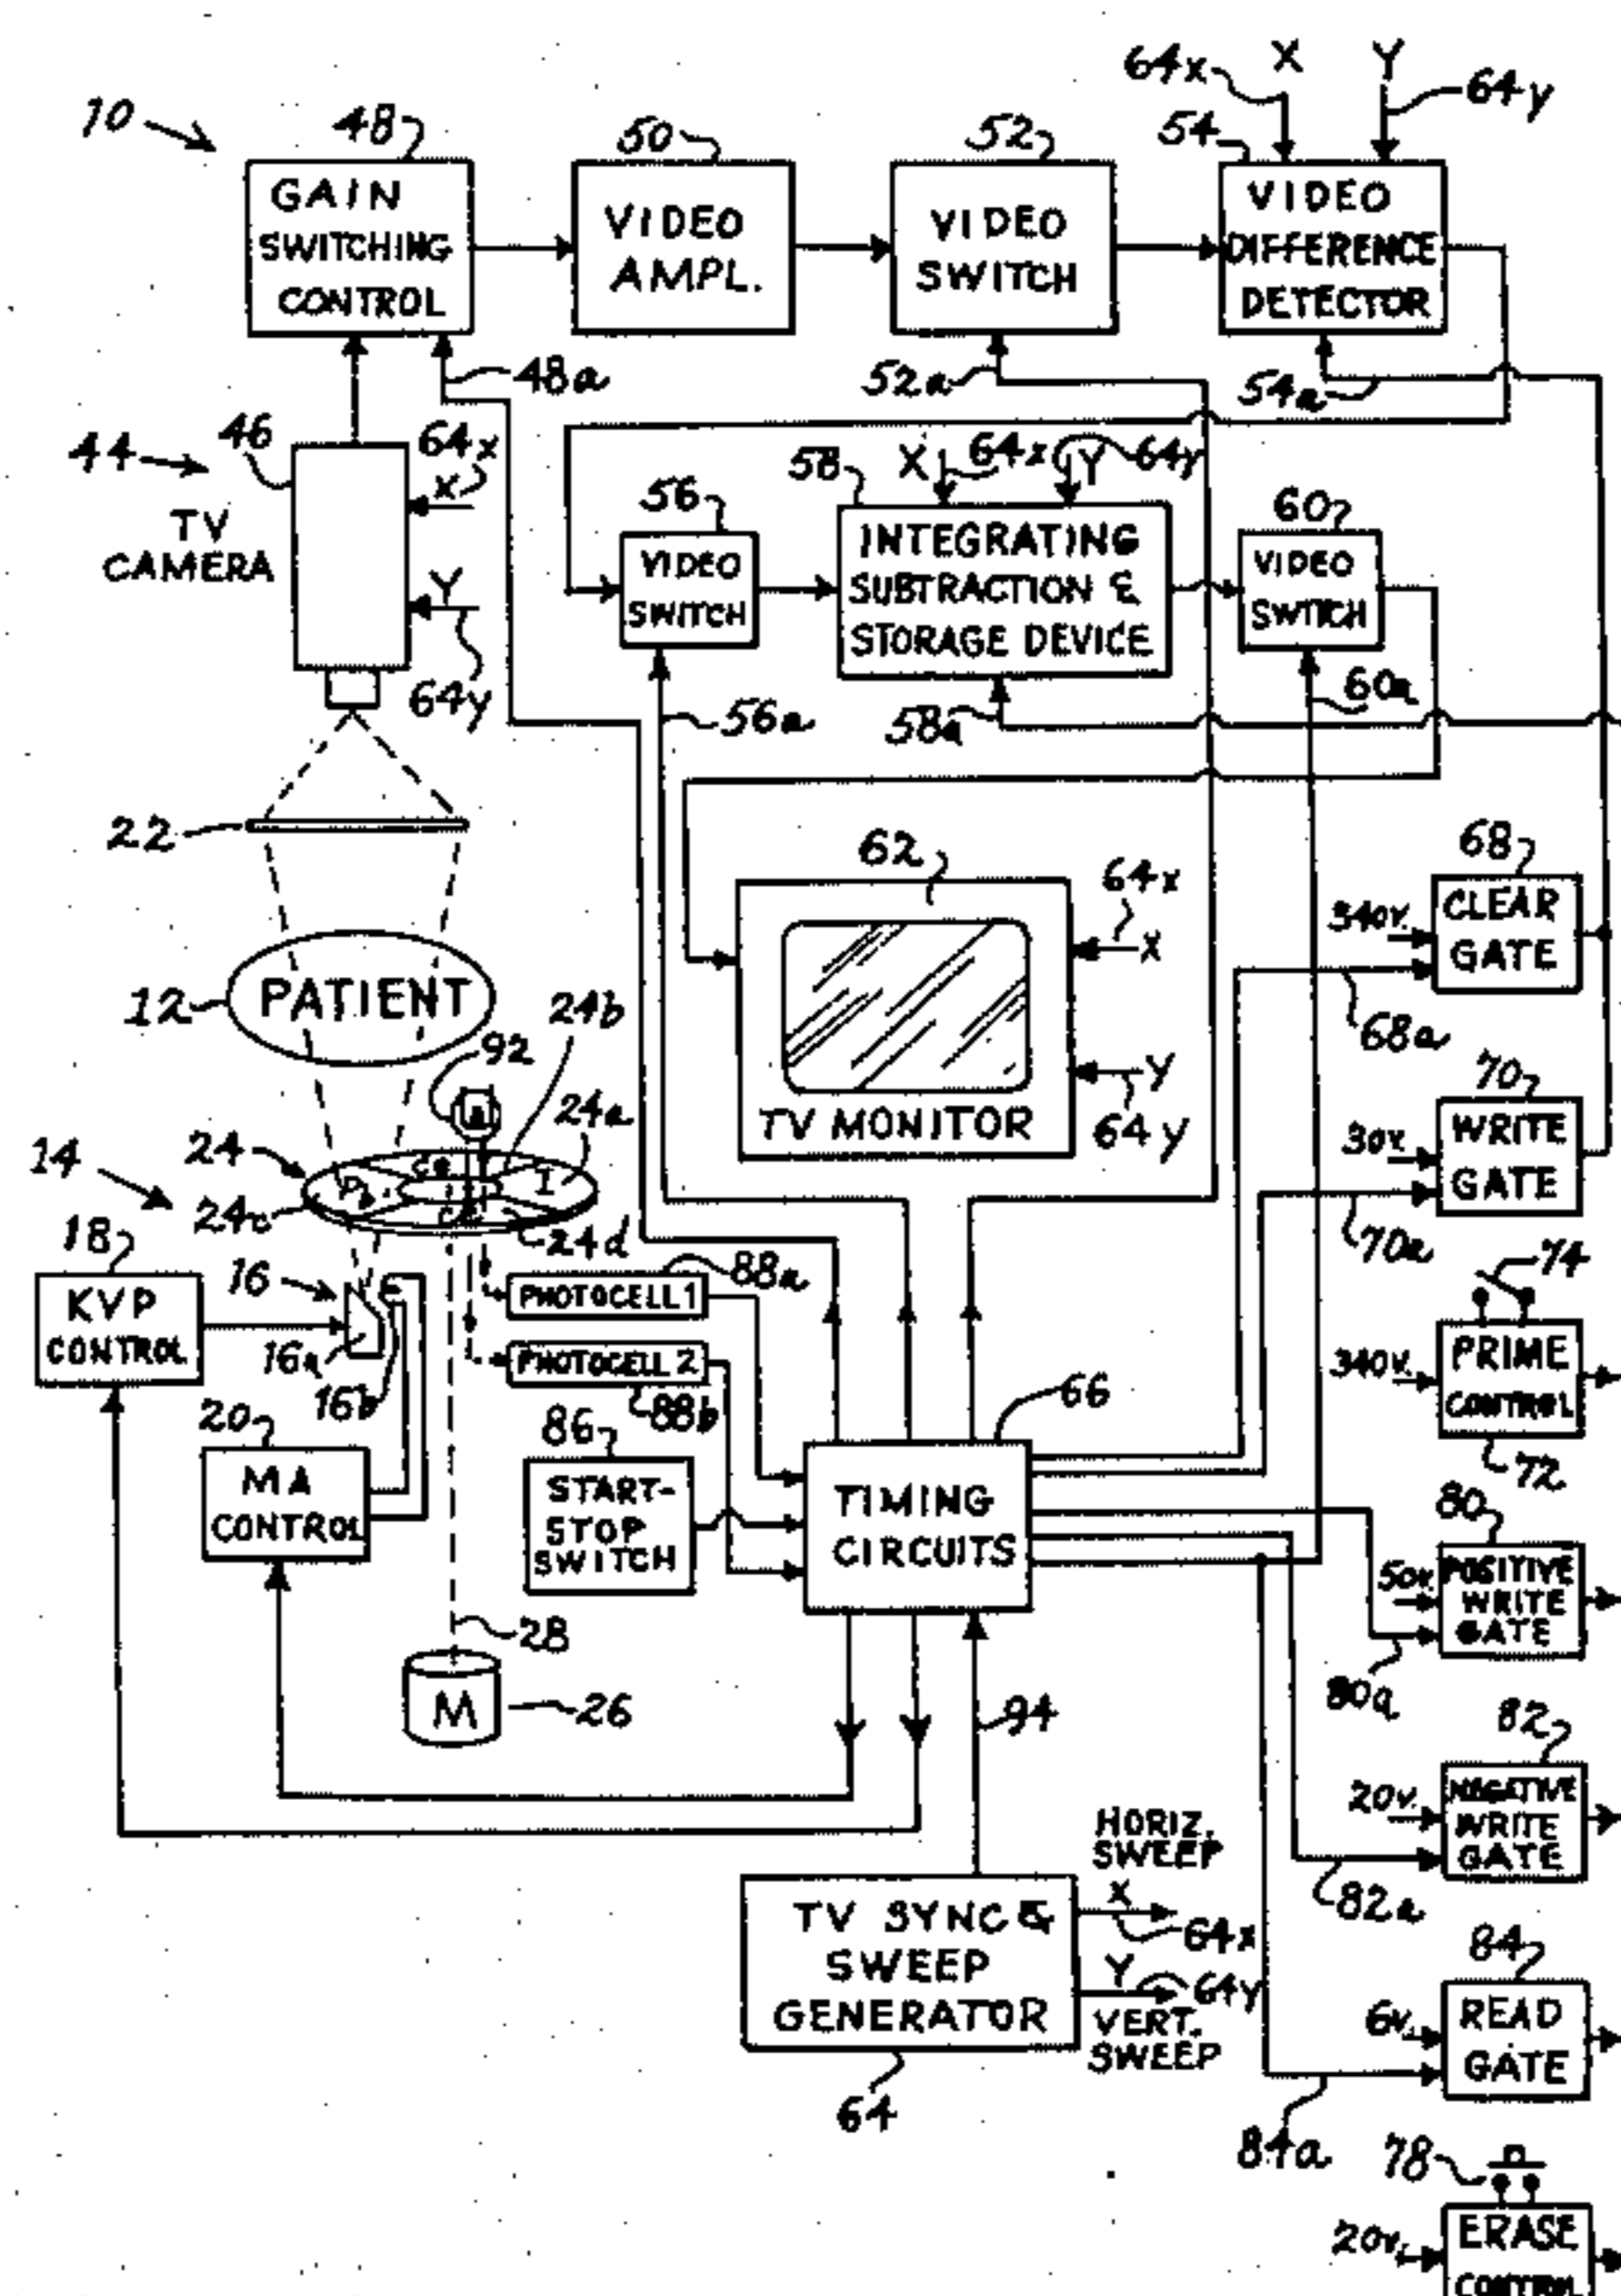 64x X Y 64y
10 48 50 52 54
GAIN
SWITCHING
CONTROL
VIDEO
AMPL.
VIDEO
SWITCH
VIDEO
DIFFERENCE
DETECTOR
48a 52a 54a
44 46 64x
X
TV
CAMERA
Y
64y
56
VIDEO
SWITCH
56a
58 X 64x Y 64y
INTEGRATING
SUBTRACTION &
STORAGE DEVICE
58a
60
VIDEO
SWITCH
60a
22
62
64x
X
Y
64y
TV MONITOR
68
340v.
CLEAR
GATE
68a
12 PATIENT
92 24b
24a
14 24
24c
24d
I
70
30v.
WRITE
GATE
70a
18
KVP
CONTROL
16
16a
16b
88a
PHOTOCELL 1
PHOTOCELL 2
88b
74
340v.
PRIME
CONTROL
72
20
MA
CONTROL
86
START-
STOP
SWITCH
66
TIMING
CIRCUITS
80
50v.
POSITIVE
WRITE
GATE
80a
28
M 26
94
82
20v.
NEGATIVE
WRITE
GATE
82a
HORIZ.
SWEEP
X
64x
Y
64y
VERT.
SWEEP
TV SYNC &
SWEEP
GENERATOR
64
84
6v.
READ
GATE
84a
78
20v.
ERASE
CONTROL